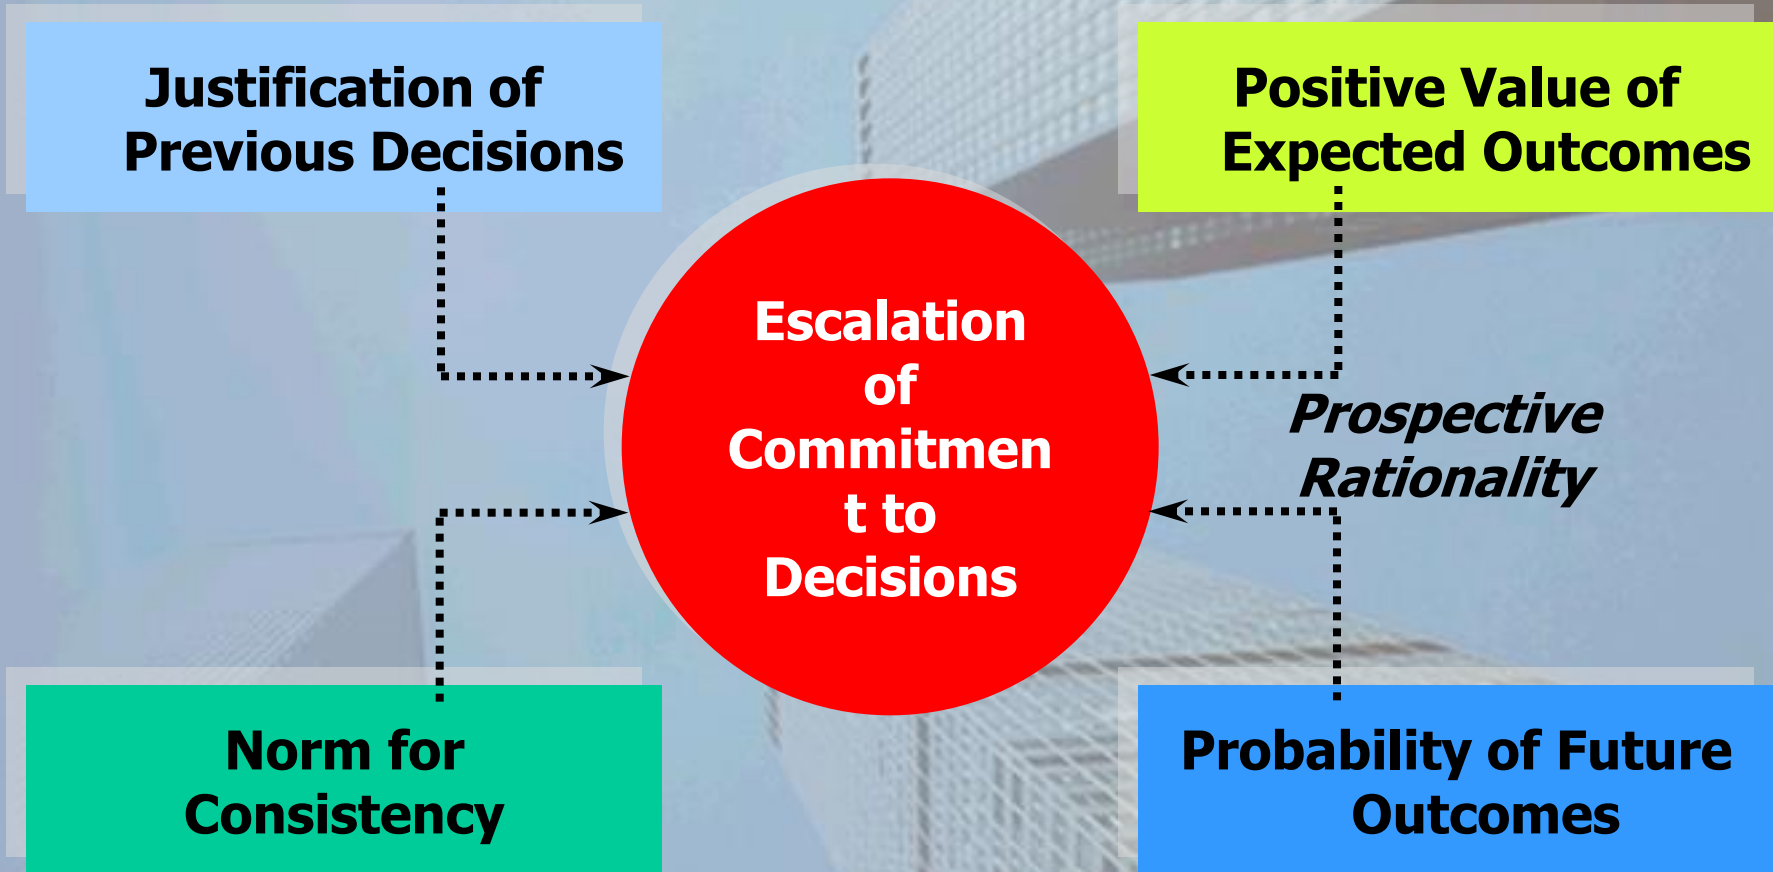 Justification of
Previous Decisions
Positive Value of
Expected Outcomes
Escalation
of
Commitmen
t to
Decisions
Prospective
Rationality
Norm for
Consistency
Probability of Future
Outcomes